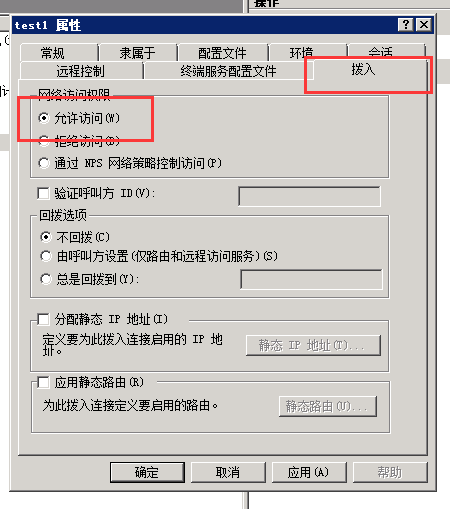 test1 属性
常规 隶属于 配置文件 环境 会话
远程控制 终端服务配置文件 拨入
网络访问权限
允许访问(W)
拒绝访问(D)
通过 NPS 网络策略控制访问(P)
验证呼叫方 ID(V):
回拨选项
不回拨(C)
由呼叫方设置(仅路由和远程访问服务)(S)
总是回拨到(Y):
分配静态 IP 地址(I)
定义要为此拨入连接启用的 IP 地
址。
静态 IP 地址(T)...
应用静态路由(R)
为此拨入连接定义要启用的路由。
静态路由(U)...
确定 取消 应用(A) 帮助